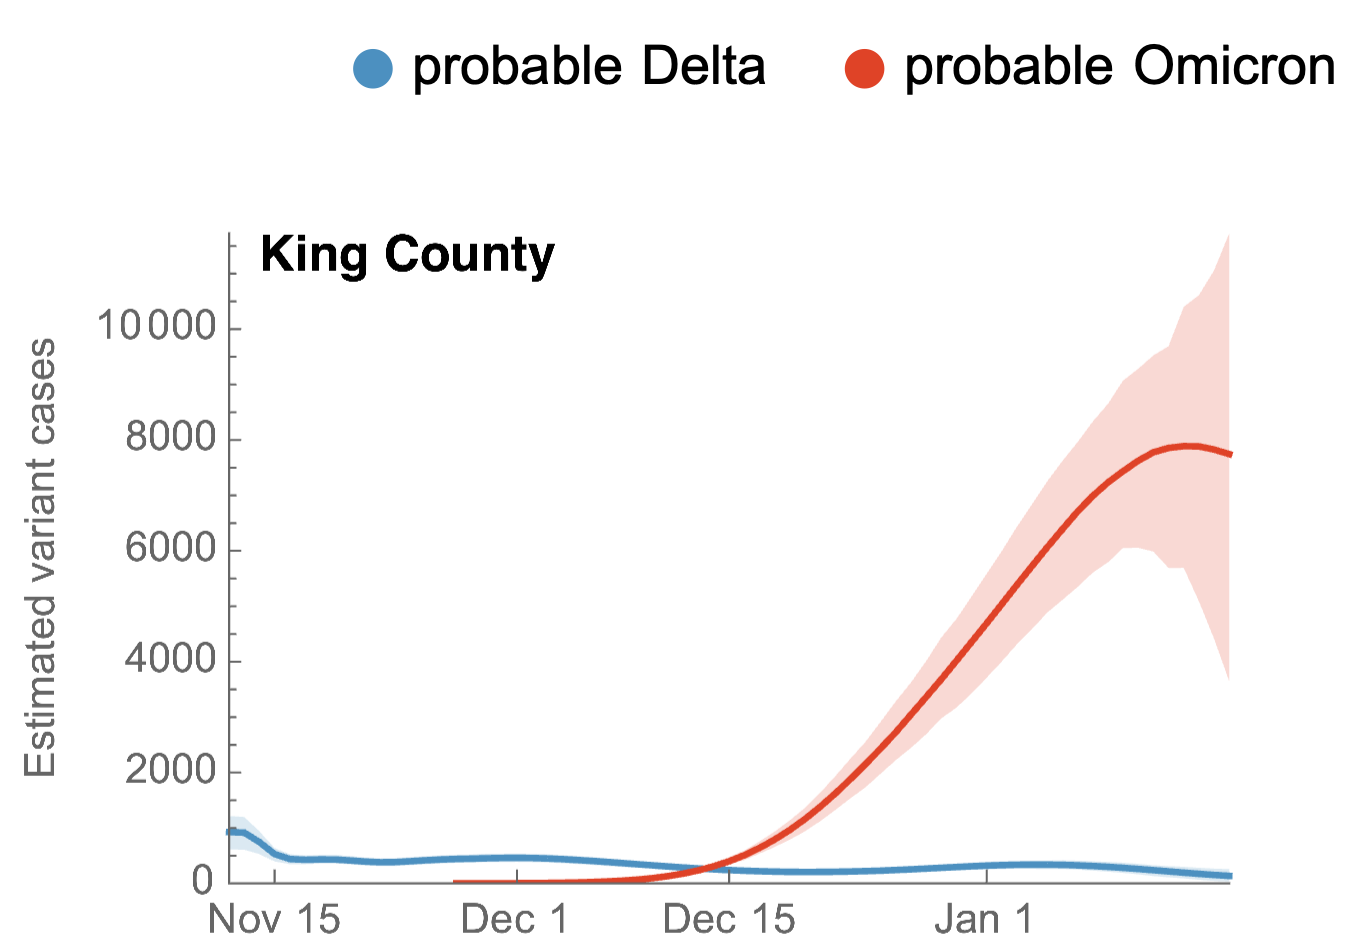 probable Delta probable Omicron
King County
Estimated variant cases
10000
8000
6000
4000
2000
0
Nov 15 Dec 1 Dec 15 Jan 1